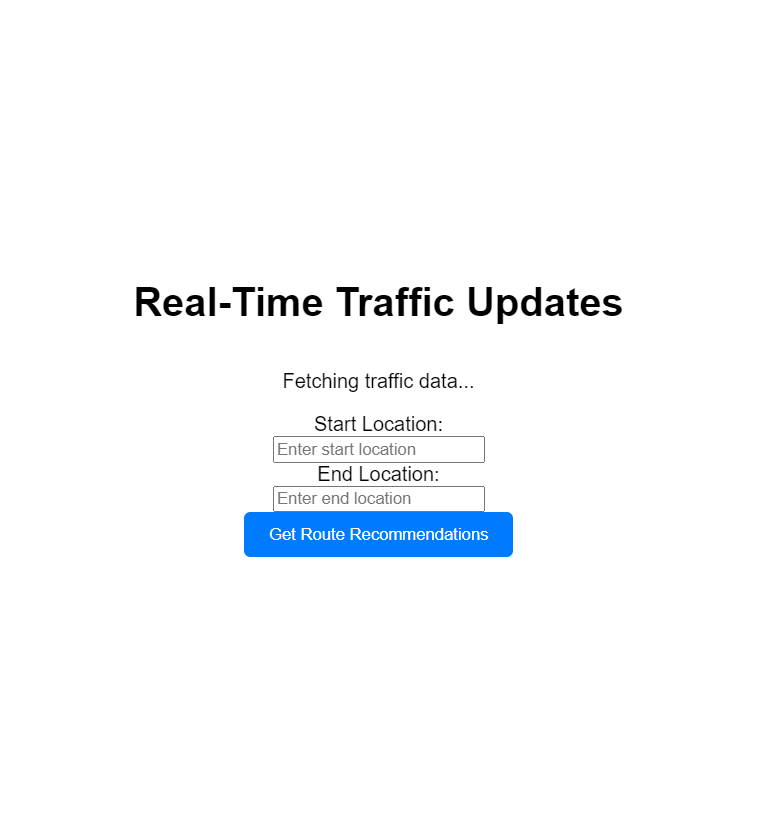 Real-Time Traffic Updates
Fetching traffic data...
Start Location:
Enter start location
End Location:
Enter end location
Get Route Recommendations